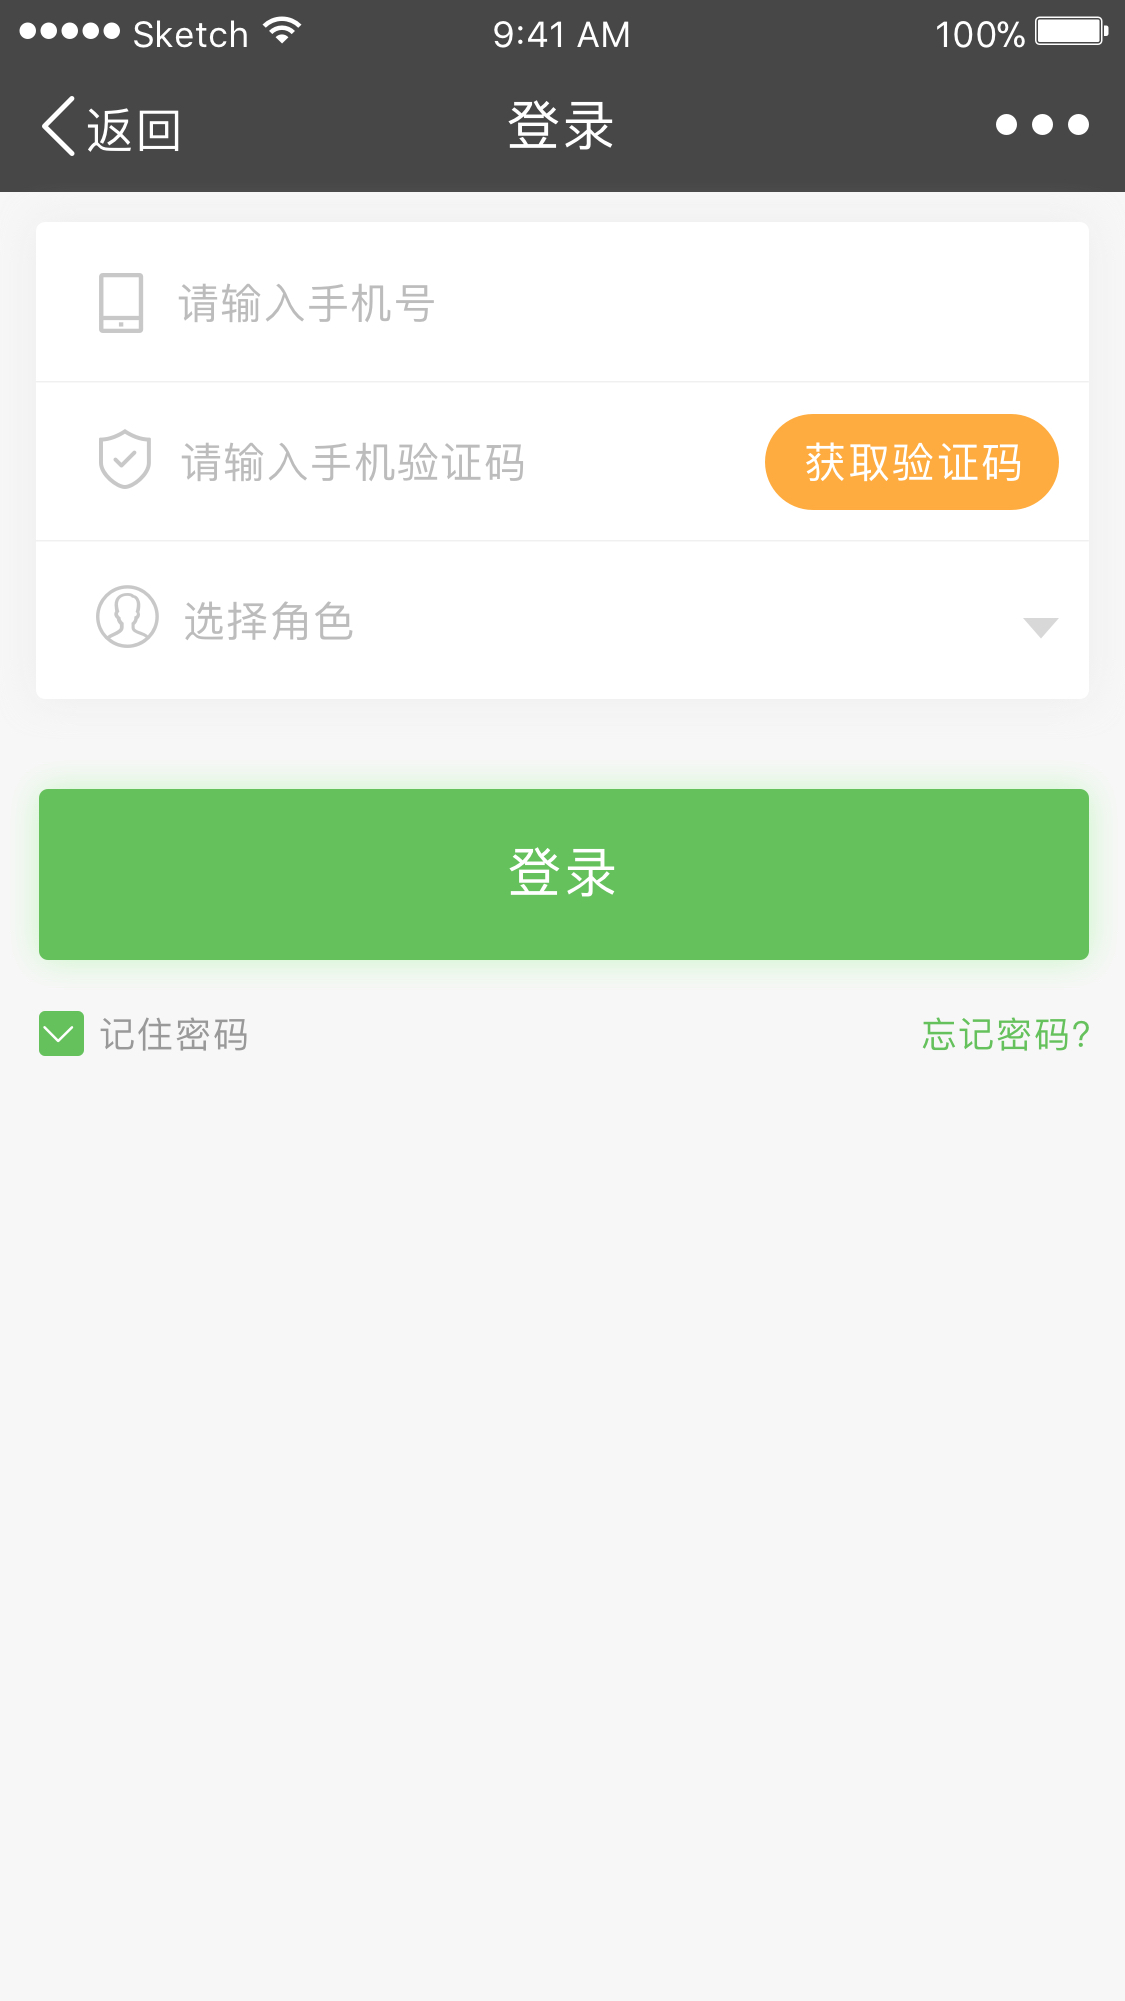 Sketch 9:41 AM 100%
返回 登录
请输入手机号
请输入手机验证码 获取验证码
选择角色
登录
记住密码 忘记密码?